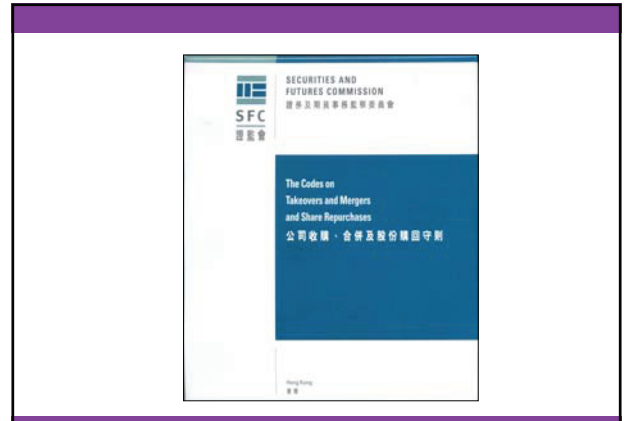 SFC
證監會
SECURITIES AND
FUTURES COMMISSION
證券及期貨事務監察委員會
The Codes on
Takeovers and Mergers
and Share Repurchases
公司收購、合併及股份購回守則
Hong Kong
香港